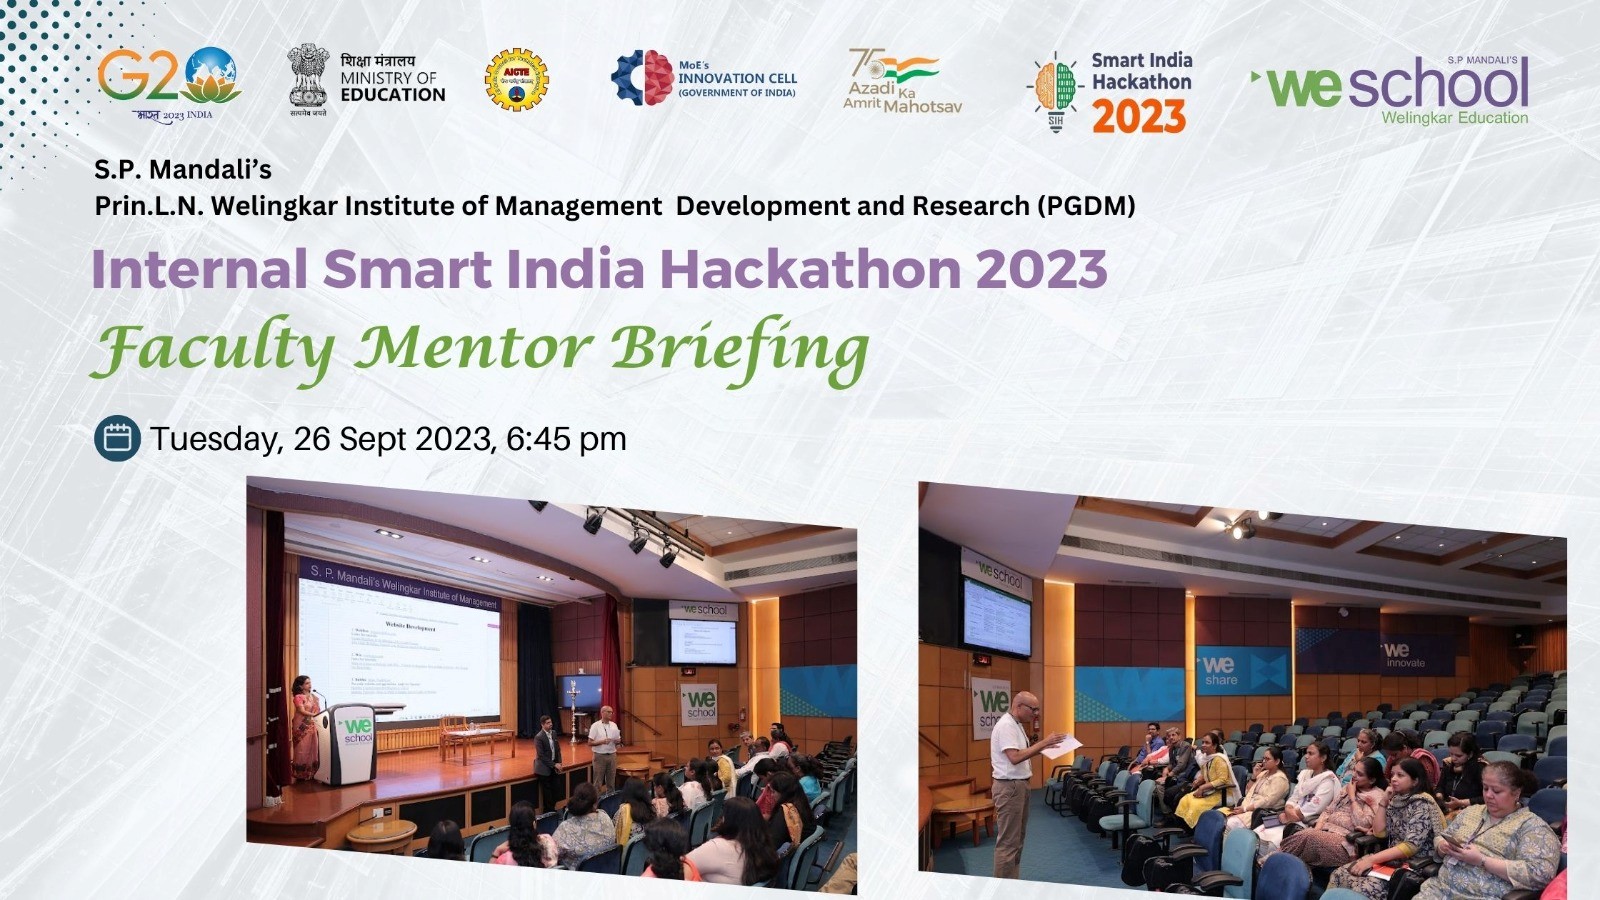 G20
भारत 2023 INDIA
सत्यमेव जयते
शिक्षा मंत्रालय
MINISTRY OF
EDUCATION
AICTE
MoE's
INNOVATION CELL
(GOVERNMENT OF INDIA)
75
Azadi Ka
Amrit Mahotsav
SIH
Smart India
Hackathon
2023
S.P MANDALI'S
we school
Welingkar Education
S.P. Mandali’s
Prin.L.N. Welingkar Institute of Management Development and Research (PGDM)
Internal Smart India Hackathon 2023
Faculty Mentor Briefing
Tuesday, 26 Sept 2023, 6:45 pm
S. P. Mandali's Welingkar Institute of Management
Website Development
we school
we
school
we
school
we school
we
share
we
innovate
we